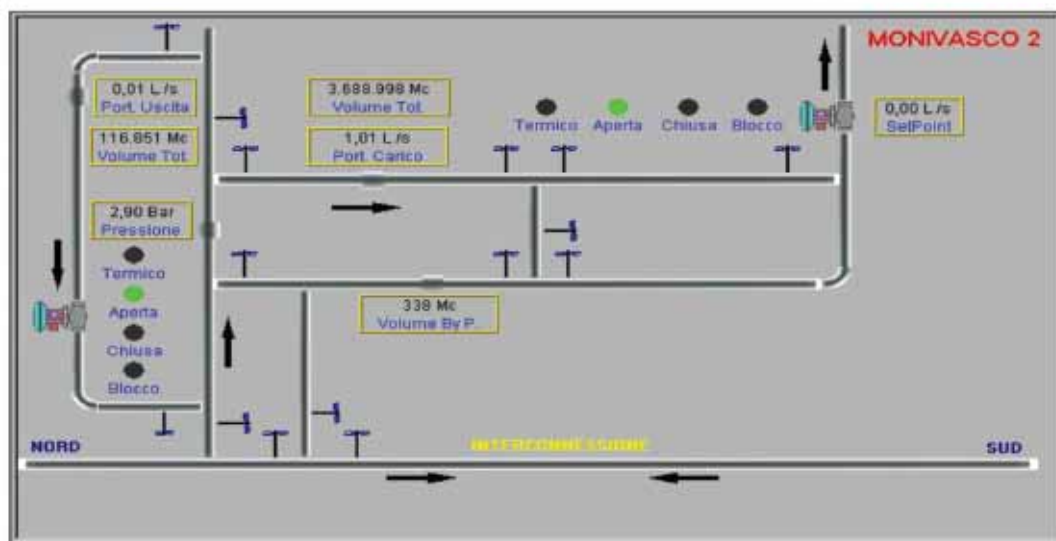 MONIVASCO 2
0,01 L/s
Port. Uscita
116.851 Mc
Volume Tot.
3.688.998 Mc
Volume Tot.
1,01 L/s
Port. Carico
Termico
Aperta
Chiusa
Blocco
0,00 L/s
SetPoint
2,90 Bar
Pressione
Termico
Aperta
Chiusa
Blocco
338 Mc
Volume By P.
NORD
INTERCONNESSIONE
SUD